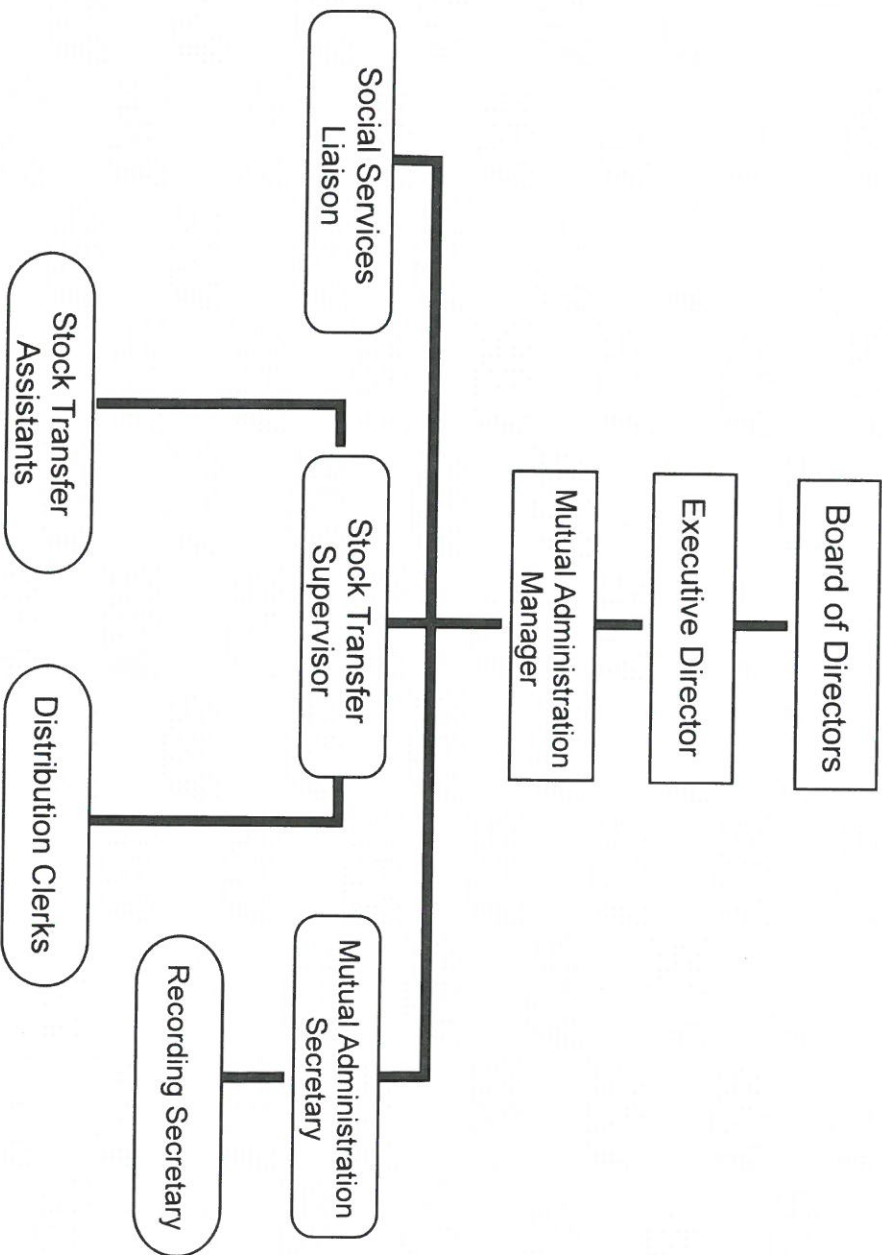 Board of Directors
Executive Director
Mutual Administration
Manager
Social Services
Liaison
Stock Transfer
Supervisor
Mutual Administration
Secretary
Stock Transfer
Assistants
Distribution Clerks
Recording Secretary